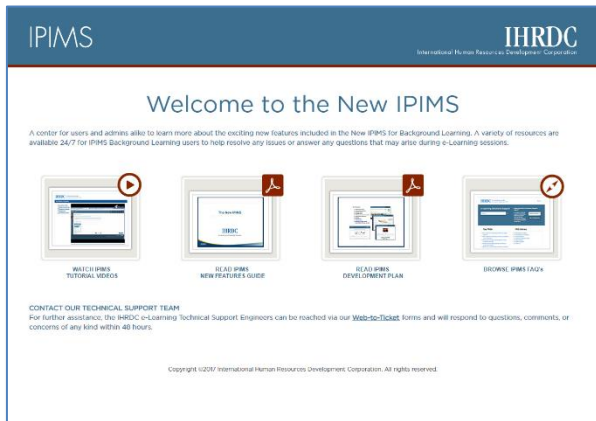 IPIMS
IHRDC
International Human Resources Development Corporation
Welcome to the New IPIMS
A center for users and admins alike to learn more about the exciting new features included in the New IPIMS for Background Learning. A variety of resources are
available 24/7 for IPIMS Background Learning users to help resolve any issues or answer any questions that may arise during e-Learning sessions.
The New IPIMS
IHRDC
WATCH IPIMS
TUTORIAL VIDEOS
READ IPIMS
NEW FEATURES GUIDE
READ IPIMS
DEVELOPMENT PLAN
BROWSE IPIMS FAQ's
CONTACT OUR TECHNICAL SUPPORT TEAM
For further assistance, the IHRDC e-Learning Technical Support Engineers can be reached via our Web-to-Ticket forms and will respond to questions, comments, or
concerns of any kind within 48 hours.
Copyright ©2017 International Human Resources Development Corporation. All rights reserved.